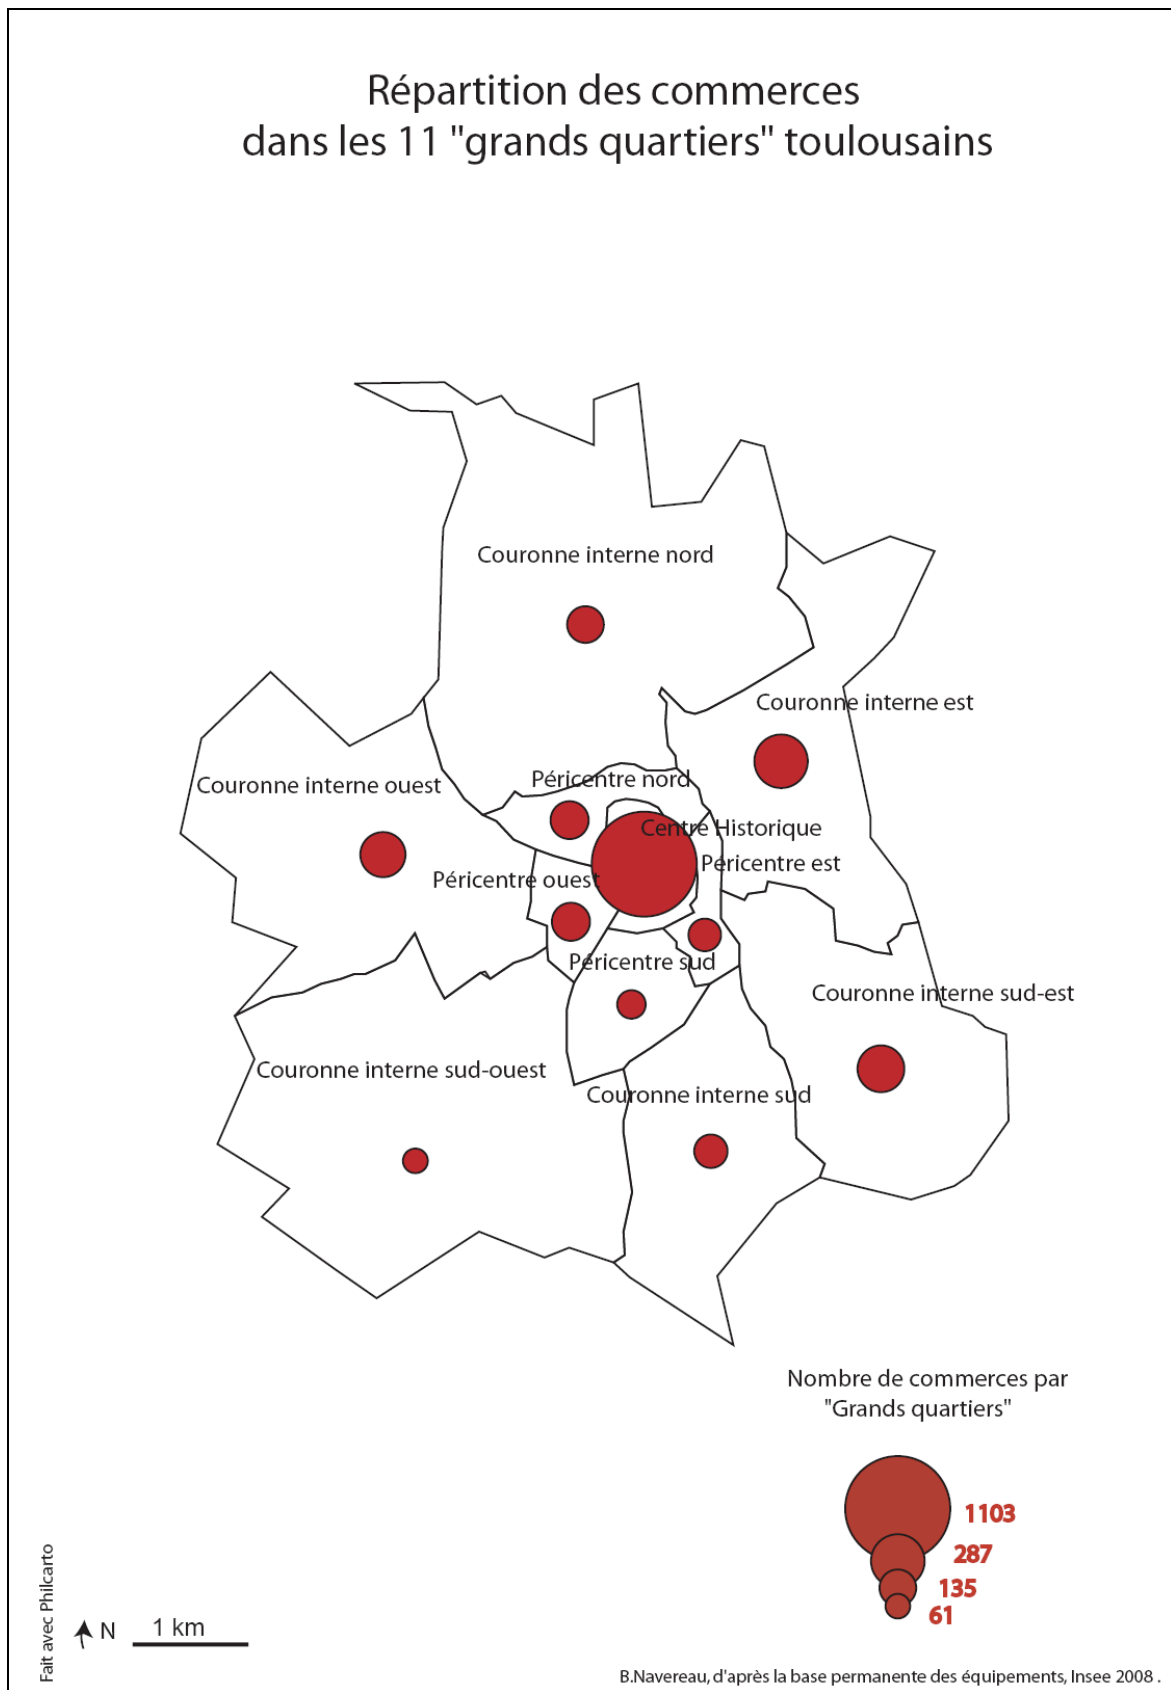 Répartition des commerces
dans les 11 "grands quartiers" toulousains
Couronne interne nord
Couronne interne est
Péricentre nord
Couronne interne ouest
Centre Historique
Péricentre est
Péricentre ouest
Péricentre sud
Couronne interne sud-est
Couronne interne sud-ouest
Couronne interne sud
Nombre de commerces par
"Grands quartiers"
1103
287
135
61
Fait avec Philcarto
N
1 km
B.Navereau, d'après la base permanente des équipements, Insee 2008 .